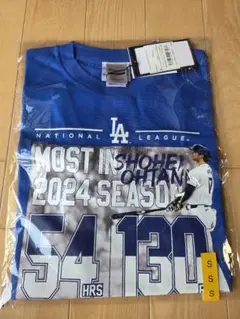 LA
NATIONAL LEAGUE
MOST IN
SHOHEI
OHTANI
2024 SEASON
54 130
HRS
S S S